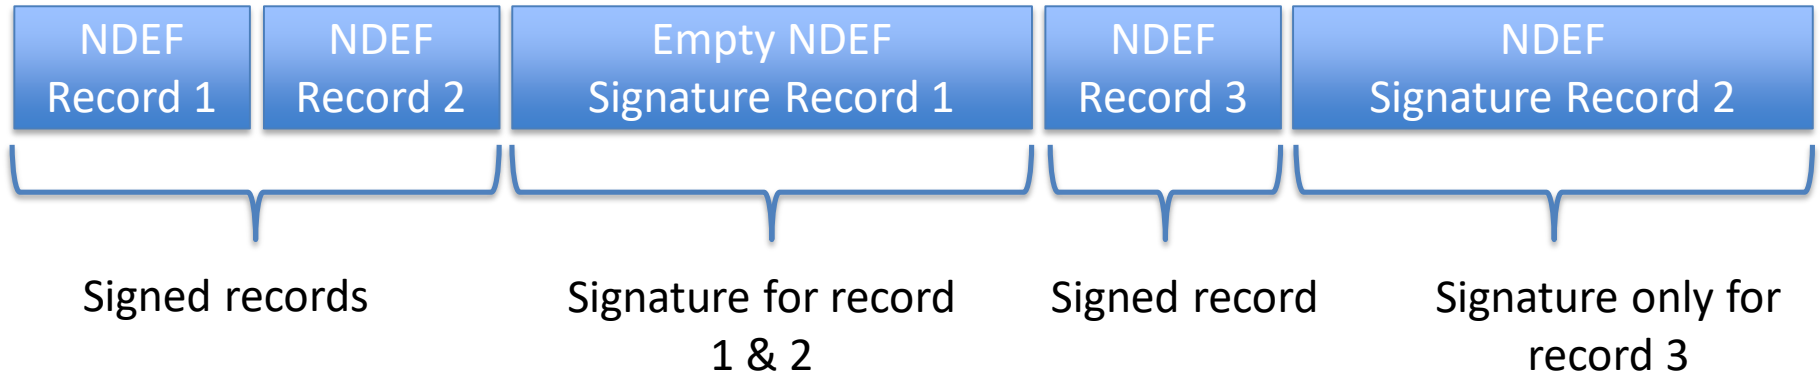 NDEF
Record 1
NDEF
Record 2
Empty NDEF
Signature Record 1
NDEF
Record 3
NDEF
Signature Record 2
Signed records
Signature for record
1 & 2
Signed record
Signature only for
record 3